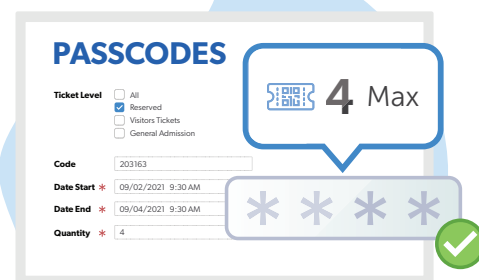 PASSCODES
Ticket Level
All
Reserved
Visitors Tickets
General Admission
4 Max
Code 203163
Date Start * 09/02/2021 9:30 AM
Date End * 09/04/2021 9:30 AM
Quantity * 4
* * * *